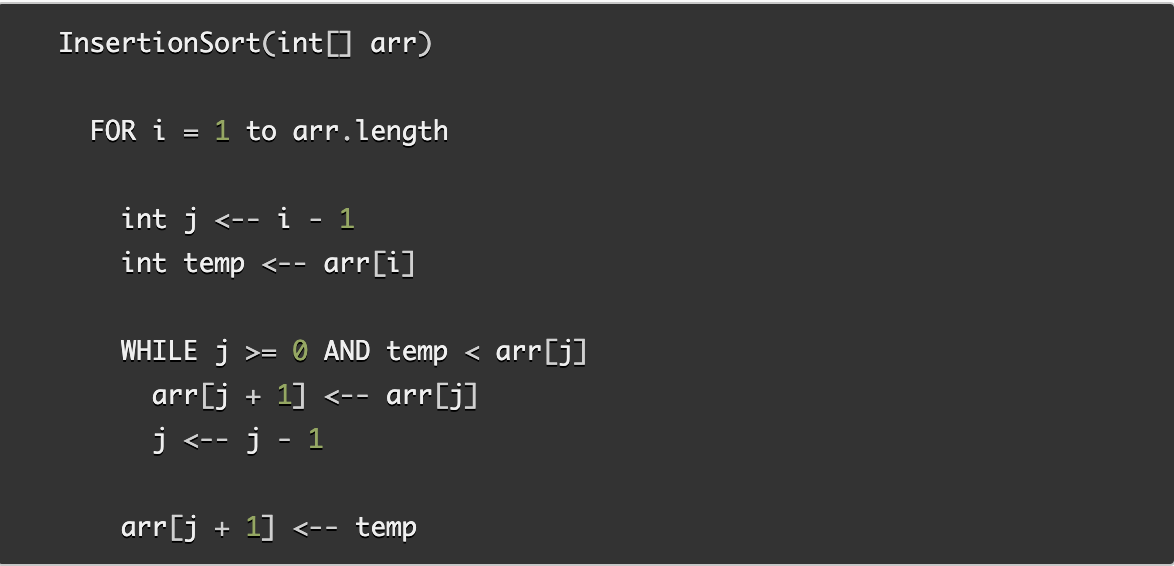 InsertionSort(int[] arr)
FOR i = 1 to arr.length
int j <-- i - 1
int temp <-- arr[i]
WHILE j >= 0 AND temp < arr[j]
arr[j + 1] <-- arr[j]
j <-- j - 1
arr[j + 1] <-- temp